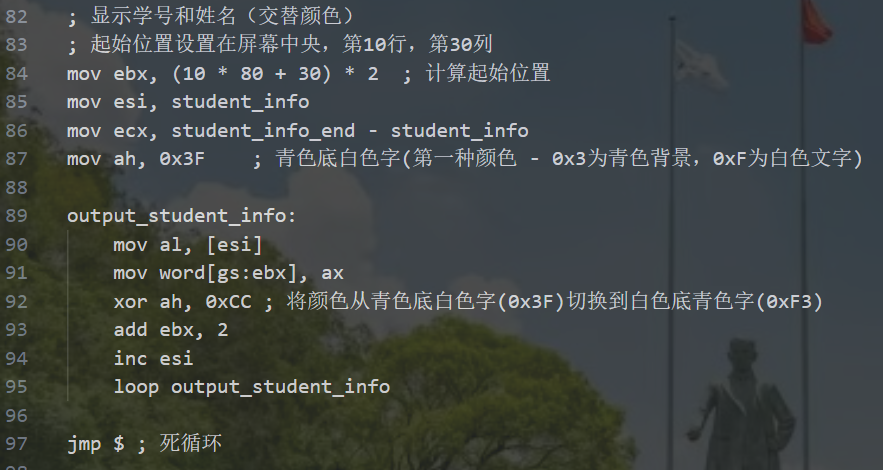 82 ; 显示学号和姓名（交替颜色）
83 ; 起始位置设置在屏幕中央，第10行，第30列
84 mov ebx, (10 * 80 + 30) * 2  ; 计算起始位置
85 mov esi, student_info
86 mov ecx, student_info_end - student_info
87 mov ah, 0x3F    ; 青色底白色字(第一种颜色 - 0x3为青色背景，0xF为白色文字)
88
89 output_student_info:
90     mov al, [esi]
91     mov word[gs:ebx], ax
92     xor ah, 0xCC ; 将颜色从青色底白色字(0x3F)切换到白色底青色字(0xF3)
93     add ebx, 2
94     inc esi
95     loop output_student_info
96
97 jmp $ ; 死循环